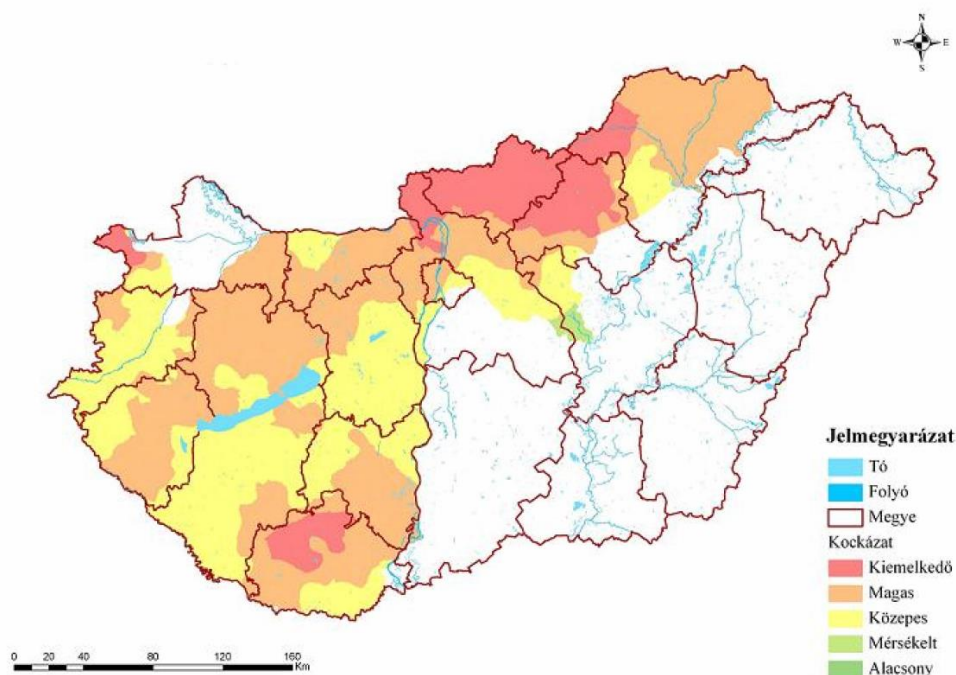 N
W E
S
Jelmegyarázat
Tó
Folyó
Megye
Kockázat
Kiemelkedő
Magas
Közepes
Mérsékelt
Alacsony
0 20 40 80 120 160
Km